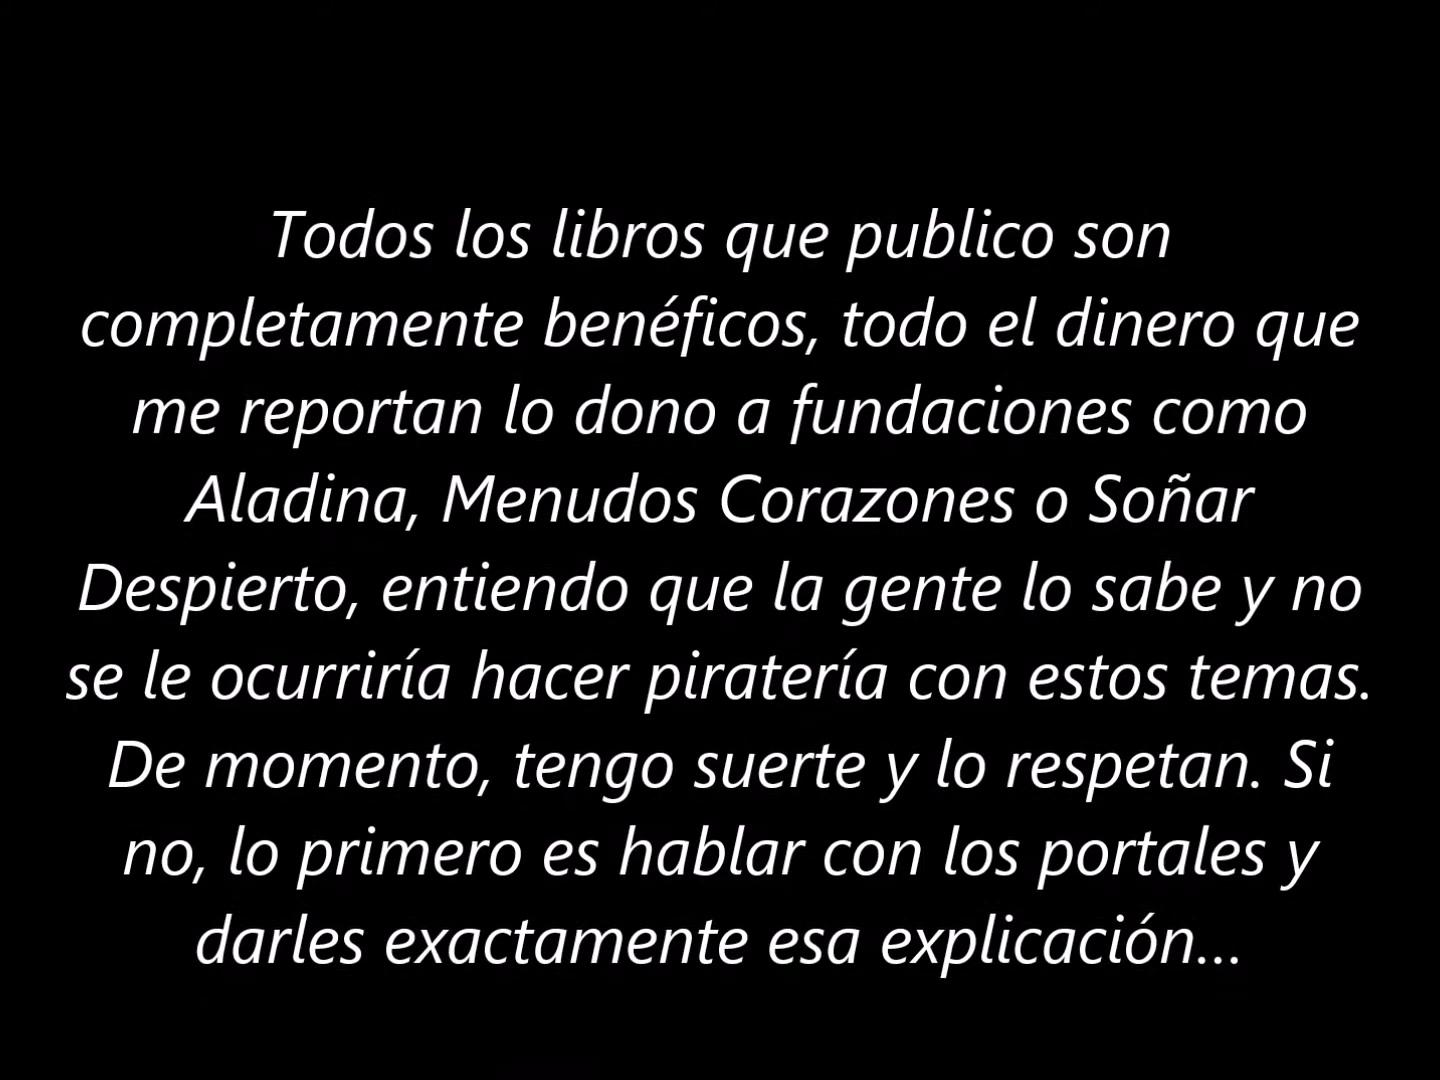 Todos los libros que publico son
completamente benéficos, todo el dinero que
me reportan lo dono a fundaciones como
Aladina, Menudos Corazones o Soñar
Despierto, entiendo que la gente lo sabe y no
se le ocurriría hacer piratería con estos temas.
De momento, tengo suerte y lo respetan. Si
no, lo primero es hablar con los portales y
darles exactamente esa explicación...